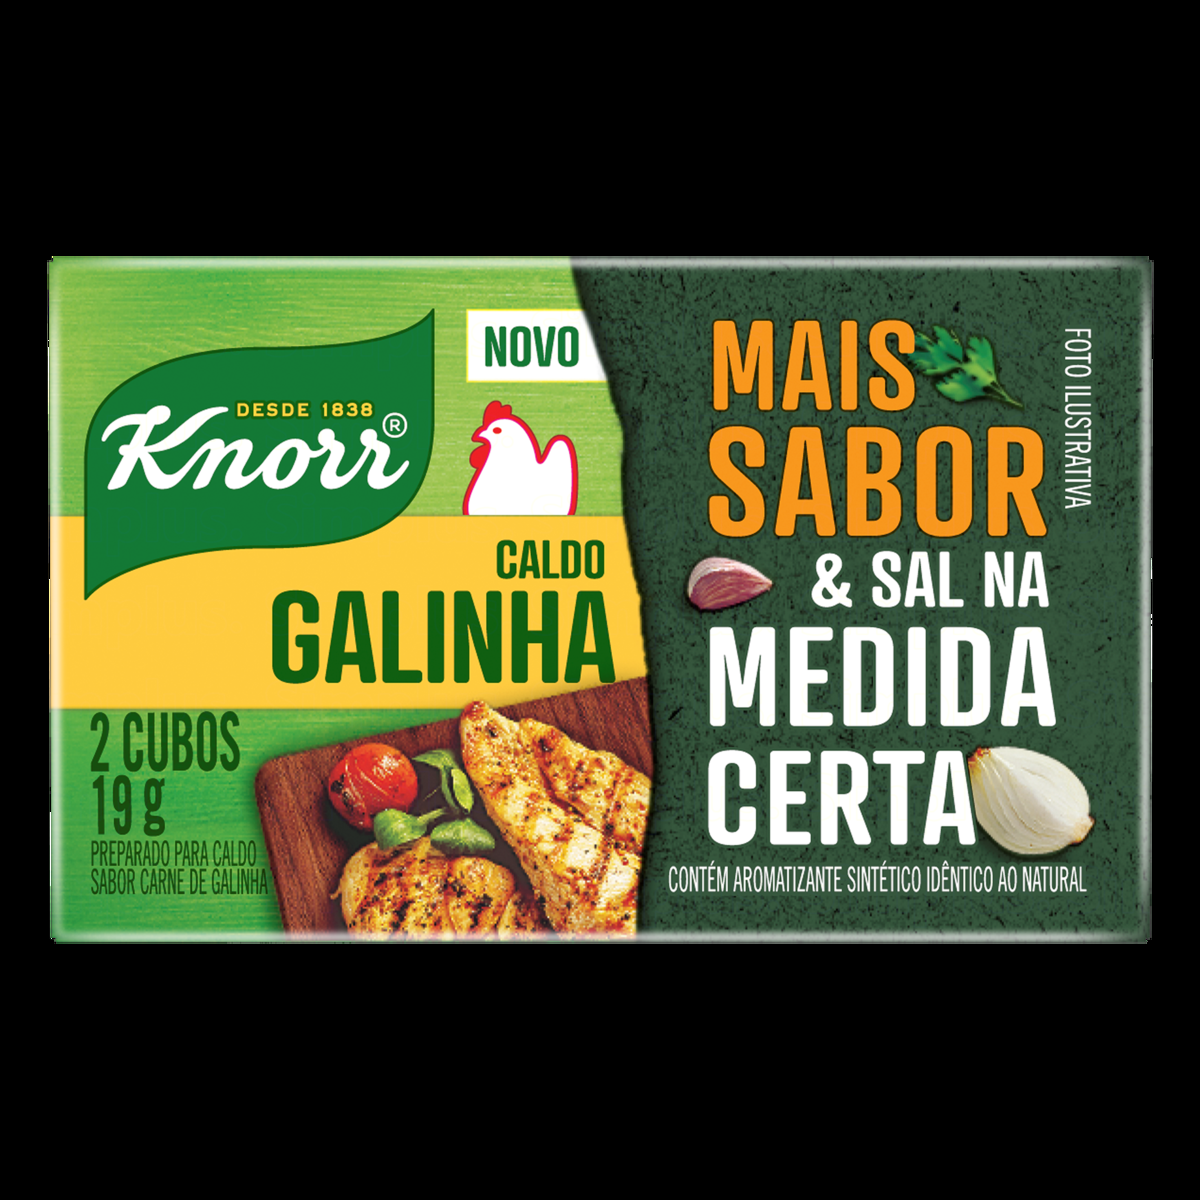 DESDE 1838
Knorr®
NOVO
CALDO
GALINHA
2 CUBOS
19 g
PREPARADO PARA CALDO
SABOR CARNE DE GALINHA
MAIS
SABOR
& SAL NA
MEDIDA
CERTA
CONTÉM AROMATIZANTE SINTÉTICO IDÊNTICO AO NATURAL
FOTO ILUSTRATIVA